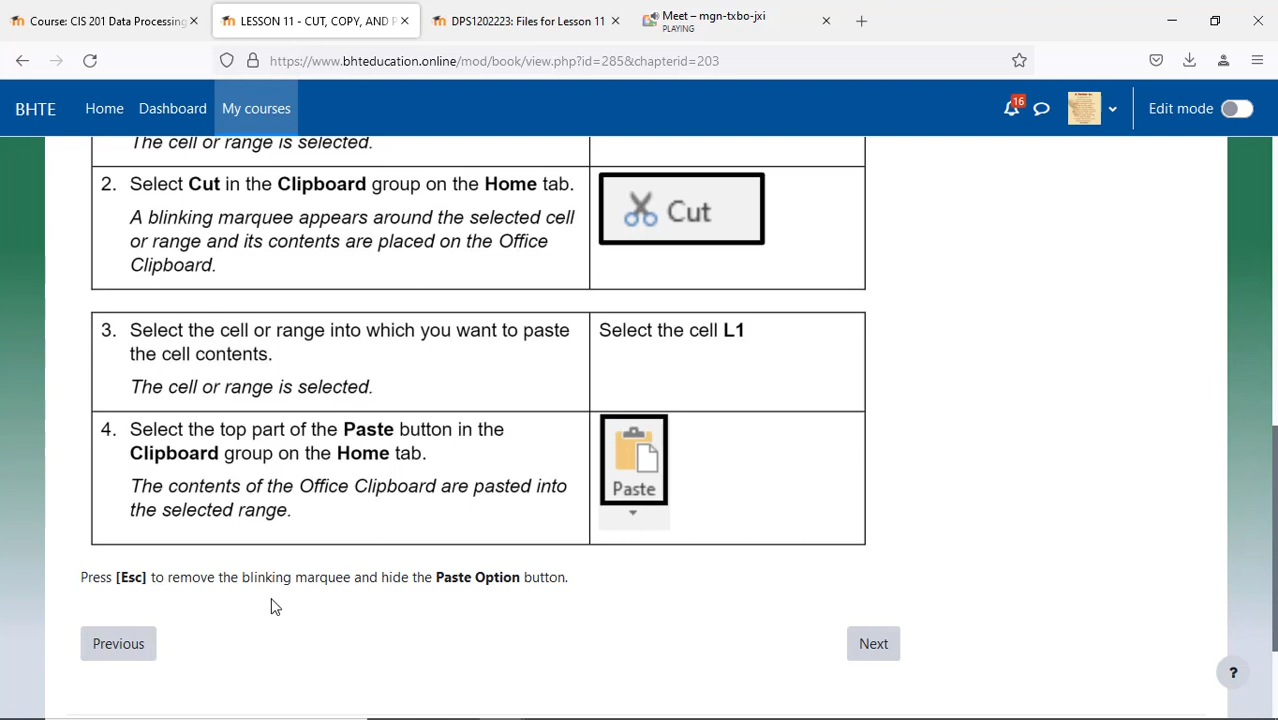 Course: CIS 201 Data Processing
LESSON 11 - CUT, COPY, AND P
DPS1202223: Files for Lesson 11
Meet – mgn-txbo-jxi
PLAYING
https://www.bhteducation.online/mod/book/view.php?id=285&chapterid=203
BHTE
Home
Dashboard
My courses
16
Edit mode
The cell or range is selected.
2. Select Cut in the Clipboard group on the Home tab.
A blinking marquee appears around the selected cell
or range and its contents are placed on the Office
Clipboard.
Cut
3. Select the cell or range into which you want to paste
the cell contents.
The cell or range is selected.
Select the cell L1
4. Select the top part of the Paste button in the
Clipboard group on the Home tab.
The contents of the Office Clipboard are pasted into
the selected range.
Paste
Press [Esc] to remove the blinking marquee and hide the Paste Option button.
Previous
Next
?